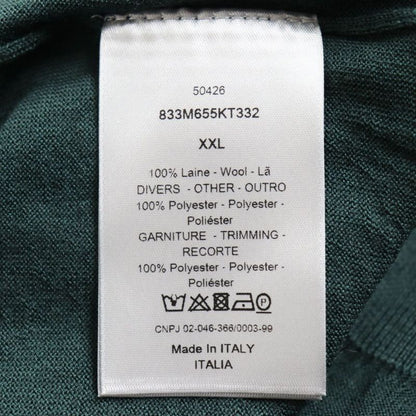 50426
833M655KT332
XXL
100% Laine - Wool - Lã
DIVERS - OTHER - OUTRO
100% Polyester - Polyester -
Poliéster
GARNITURE - TRIMMING -
RECORTE
100% Polyester - Polyester -
Poliéster
CNPJ 02-046-366/0003-99
Made In ITALY
ITALIA